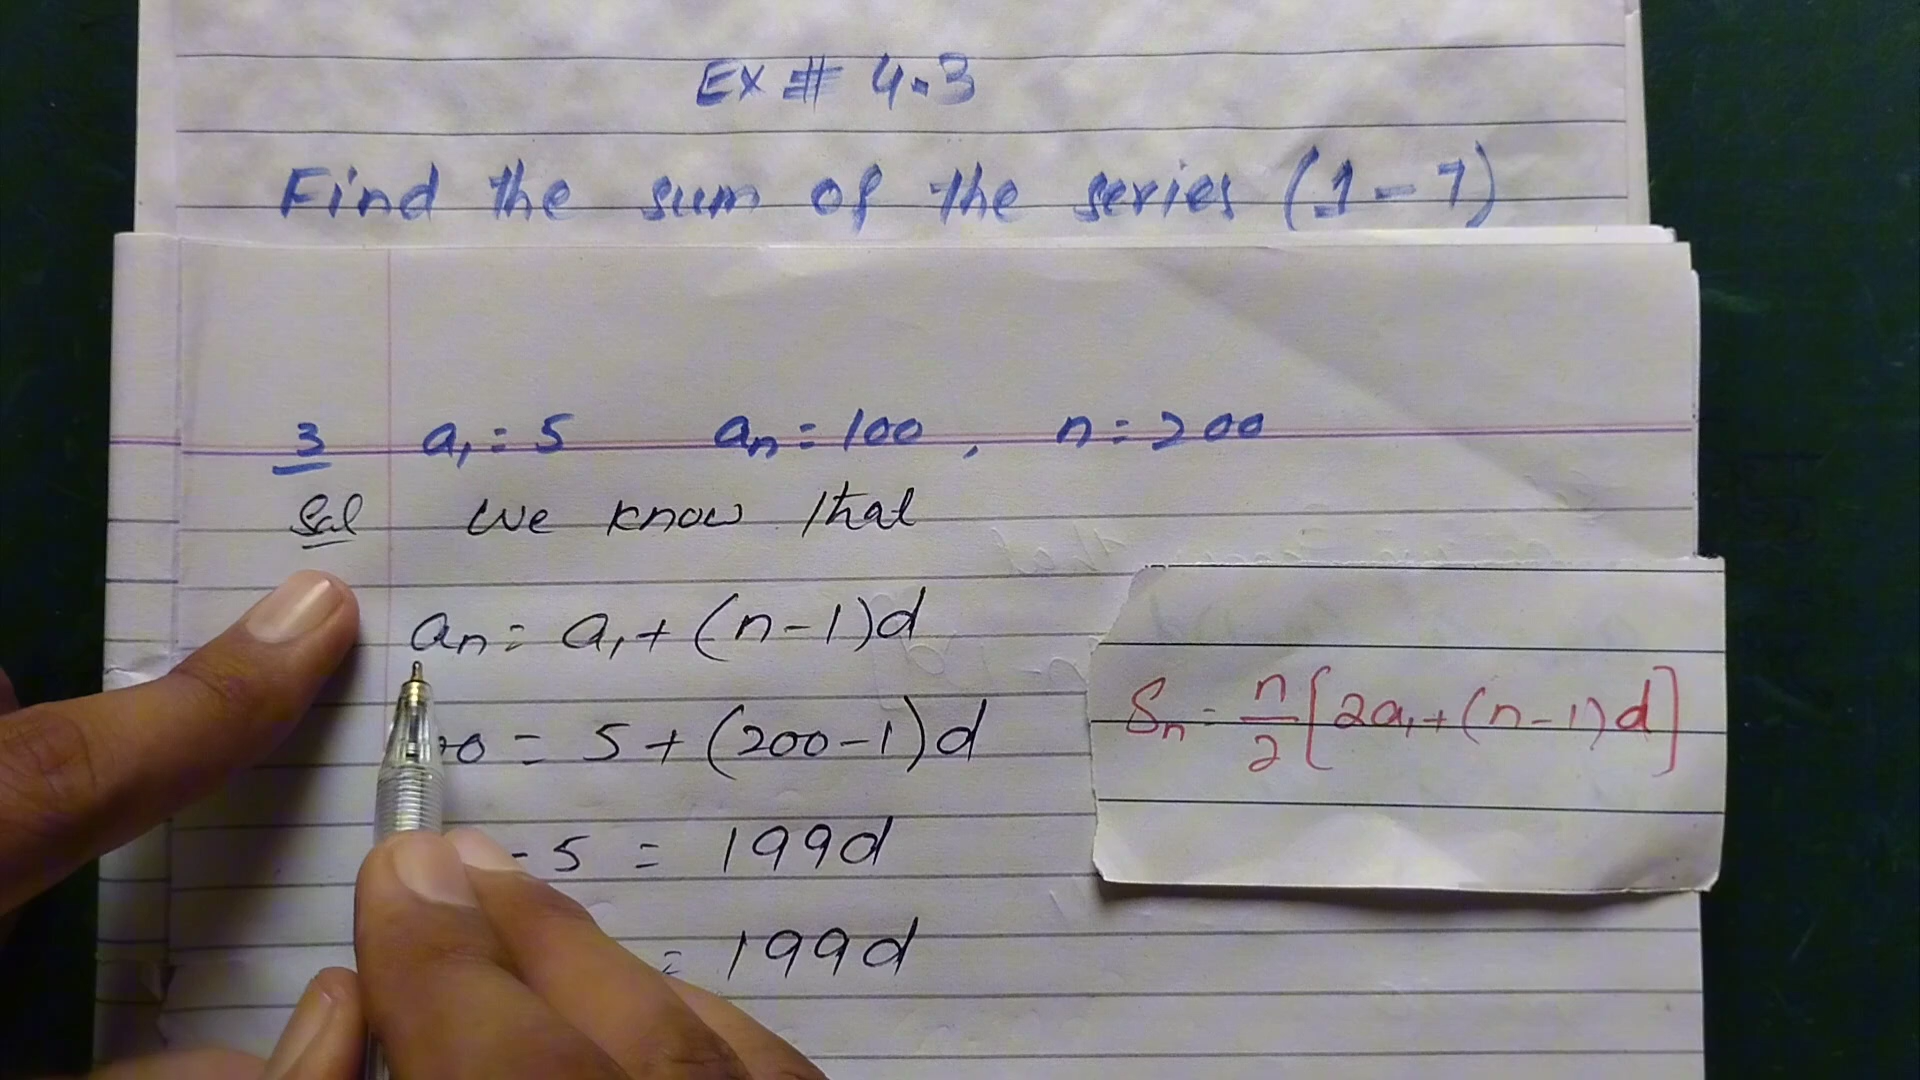 Ex # 4.3
Find the sum of the series (1-7)
3 a₁ = 5 aₙ = 100, n = 200
Sol We know that
aₙ = a₁ + (n-1)d
= 5 + (200-1)d
- 5 = 199d
= 199d
Sₙ = n/2 [2a₁ + (n-1)d]